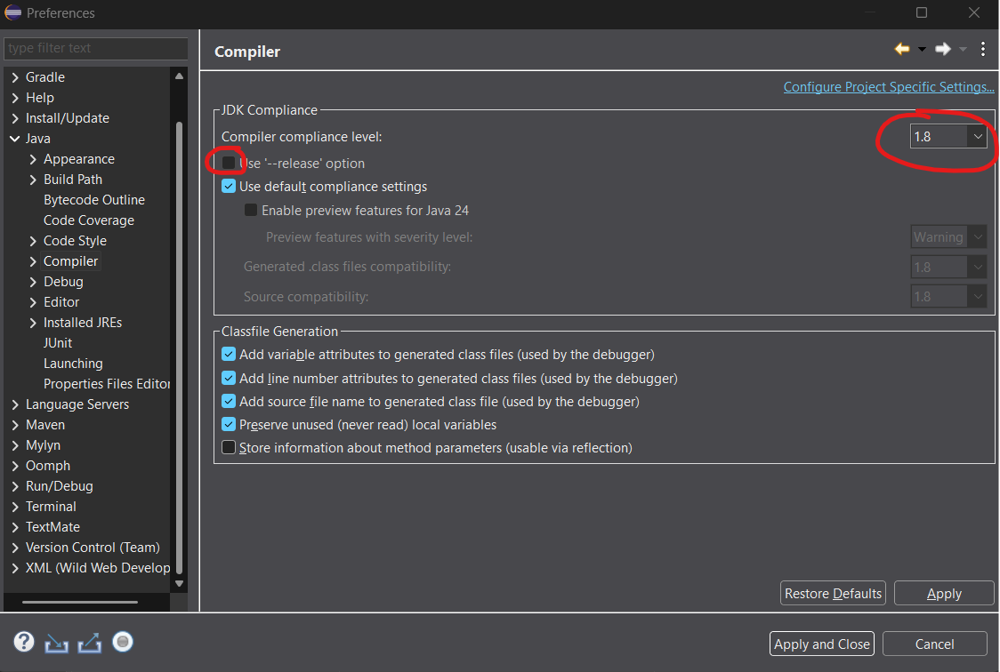 Preferences
type filter text
Compiler
Gradle
Help
Install/Update
Java
Appearance
Build Path
Bytecode Outline
Code Coverage
Code Style
Compiler
Debug
Editor
Installed JREs
JUnit
Launching
Properties Files Editor
Language Servers
Maven
Mylyn
Oomph
Run/Debug
Terminal
TextMate
Version Control (Team)
XML (Wild Web Develop
Configure Project Specific Settings...
JDK Compliance
Compiler compliance level: 1.8
Use '--release' option
Use default compliance settings
Enable preview features for Java 24
Preview features with severity level: Warning
Generated .class files compatibility: 1.8
Source compatibility: 1.8
Classfile Generation
Add variable attributes to generated class files (used by the debugger)
Add line number attributes to generated class files (used by the debugger)
Add source file name to generated class file (used by the debugger)
Preserve unused (never read) local variables
Store information about method parameters (usable via reflection)
Restore Defaults Apply
? Apply and Close Cancel